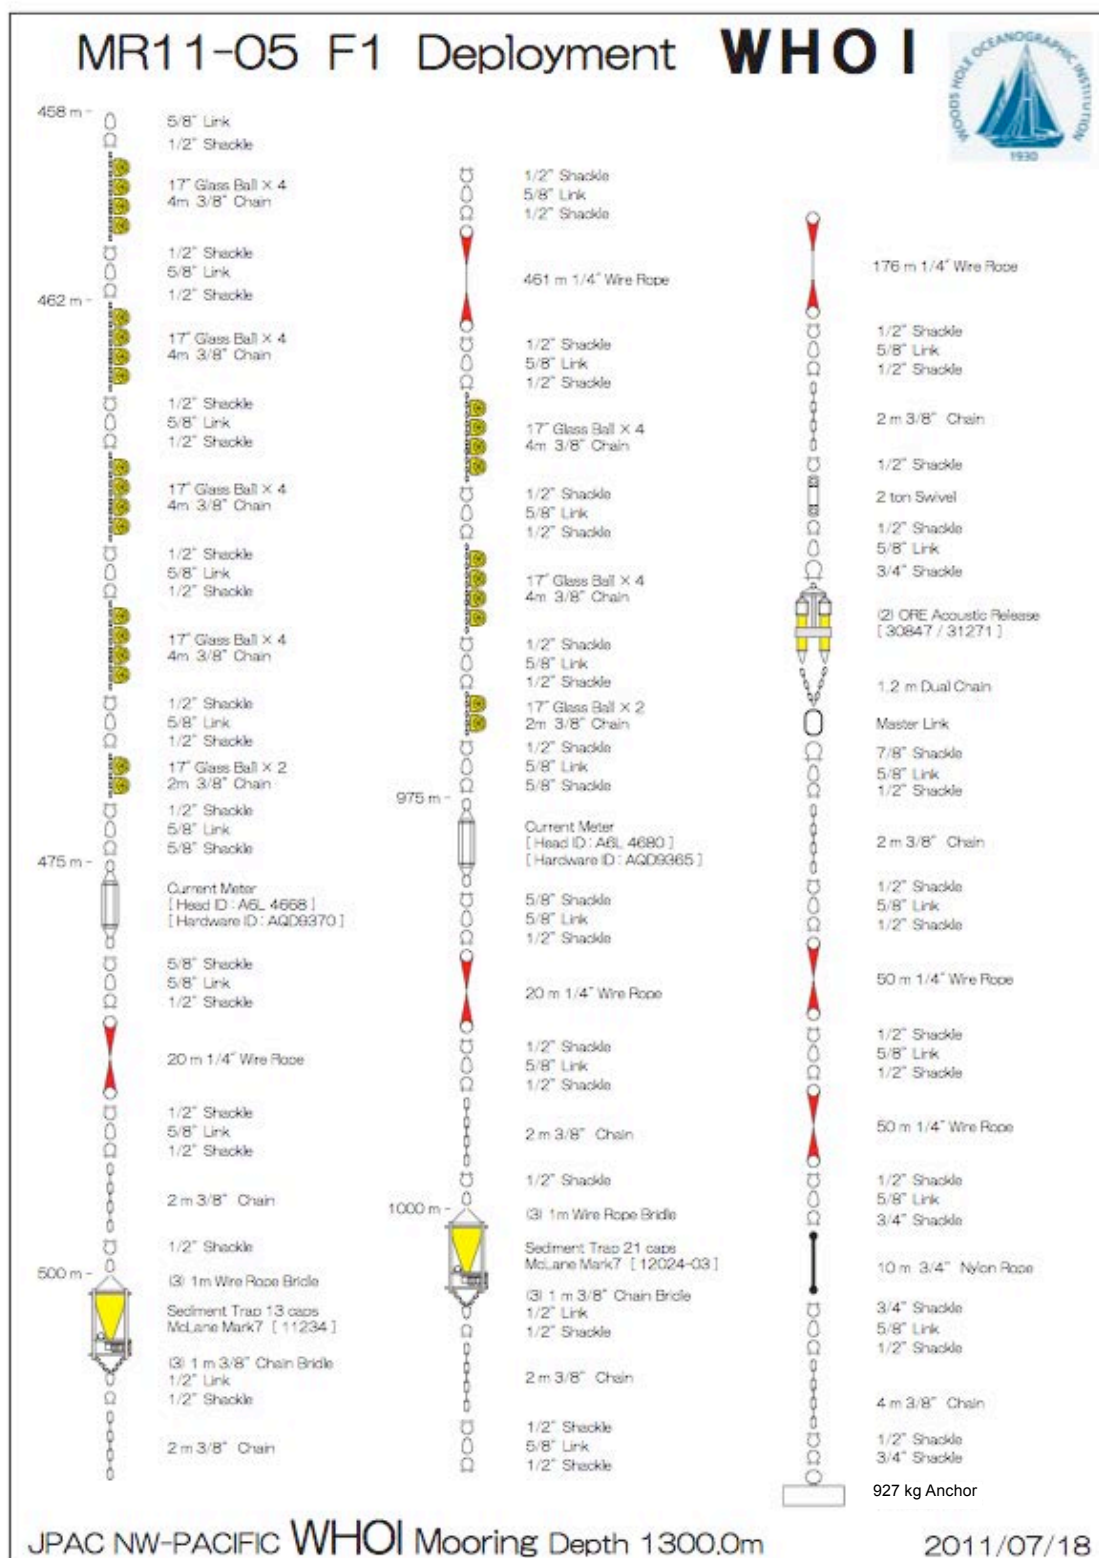 MR11-05 F1 Deployment WHOI
WOODS HOLE OCEANOGRAPHIC INSTITUTION
1930
458 m -
5/8" Link
1/2" Shackle
17" Glass Ball × 4
4m 3/8" Chain
1/2" Shackle
5/8" Link
462 m -
1/2" Shackle
17" Glass Ball × 4
4m 3/8" Chain
1/2" Shackle
5/8" Link
1/2" Shackle
17" Glass Ball × 4
4m 3/8" Chain
1/2" Shackle
5/8" Link
1/2" Shackle
17" Glass Ball × 4
4m 3/8" Chain
1/2" Shackle
5/8" Link
1/2" Shackle
17" Glass Ball × 2
2m 3/8" Chain
1/2" Shackle
5/8" Link
5/8" Shackle
475 m -
Current Meter
[ Head ID : A6L 4668 ]
[ Hardware ID : AQD9370 ]
5/8" Shackle
5/8" Link
1/2" Shackle
20 m 1/4" Wire Rope
1/2" Shackle
5/8" Link
1/2" Shackle
2 m 3/8" Chain
1/2" Shackle
500 m -
(3) 1m Wire Rope Bridle
Sediment Trap 13 caps
McLane Mark7 [ 11234 ]
(3) 1 m 3/8" Chain Bridle
1/2" Link
1/2" Shackle
2 m 3/8" Chain
1/2" Shackle
5/8" Link
1/2" Shackle
461 m 1/4" Wire Rope
1/2" Shackle
5/8" Link
1/2" Shackle
17" Glass Ball × 4
4m 3/8" Chain
1/2" Shackle
5/8" Link
1/2" Shackle
17" Glass Ball × 4
4m 3/8" Chain
1/2" Shackle
5/8" Link
1/2" Shackle
17" Glass Ball × 2
2m 3/8" Chain
1/2" Shackle
5/8" Link
5/8" Shackle
975 m -
Current Meter
[ Head ID : A6L 4680 ]
[ Hardware ID : AQD9365 ]
5/8" Shackle
5/8" Link
1/2" Shackle
20 m 1/4" Wire Rope
1/2" Shackle
5/8" Link
1/2" Shackle
2 m 3/8" Chain
1/2" Shackle
1000 m -
(3) 1m Wire Rope Bridle
Sediment Trap 21 caps
McLane Mark7 [ 12024-03 ]
(3) 1 m 3/8" Chain Bridle
1/2" Link
1/2" Shackle
2 m 3/8" Chain
1/2" Shackle
5/8" Link
1/2" Shackle
176 m 1/4" Wire Rope
1/2" Shackle
5/8" Link
1/2" Shackle
2 m 3/8" Chain
1/2" Shackle
2 ton Swivel
1/2" Shackle
5/8" Link
3/4" Shackle
(2) ORE Acoustic Release
[ 30847 / 31271 ]
1.2 m Dual Chain
Master Link
7/8" Shackle
5/8" Link
1/2" Shackle
2 m 3/8" Chain
1/2" Shackle
5/8" Link
1/2" Shackle
50 m 1/4" Wire Rope
1/2" Shackle
5/8" Link
1/2" Shackle
50 m 1/4" Wire Rope
1/2" Shackle
5/8" Link
3/4" Shackle
10 m 3/4" Nylon Rope
3/4" Shackle
5/8" Link
1/2" Shackle
4 m 3/8" Chain
1/2" Shackle
3/4" Shackle
927 kg Anchor
JPAC NW-PACIFIC WHOI Mooring Depth 1300.0m
2011/07/18